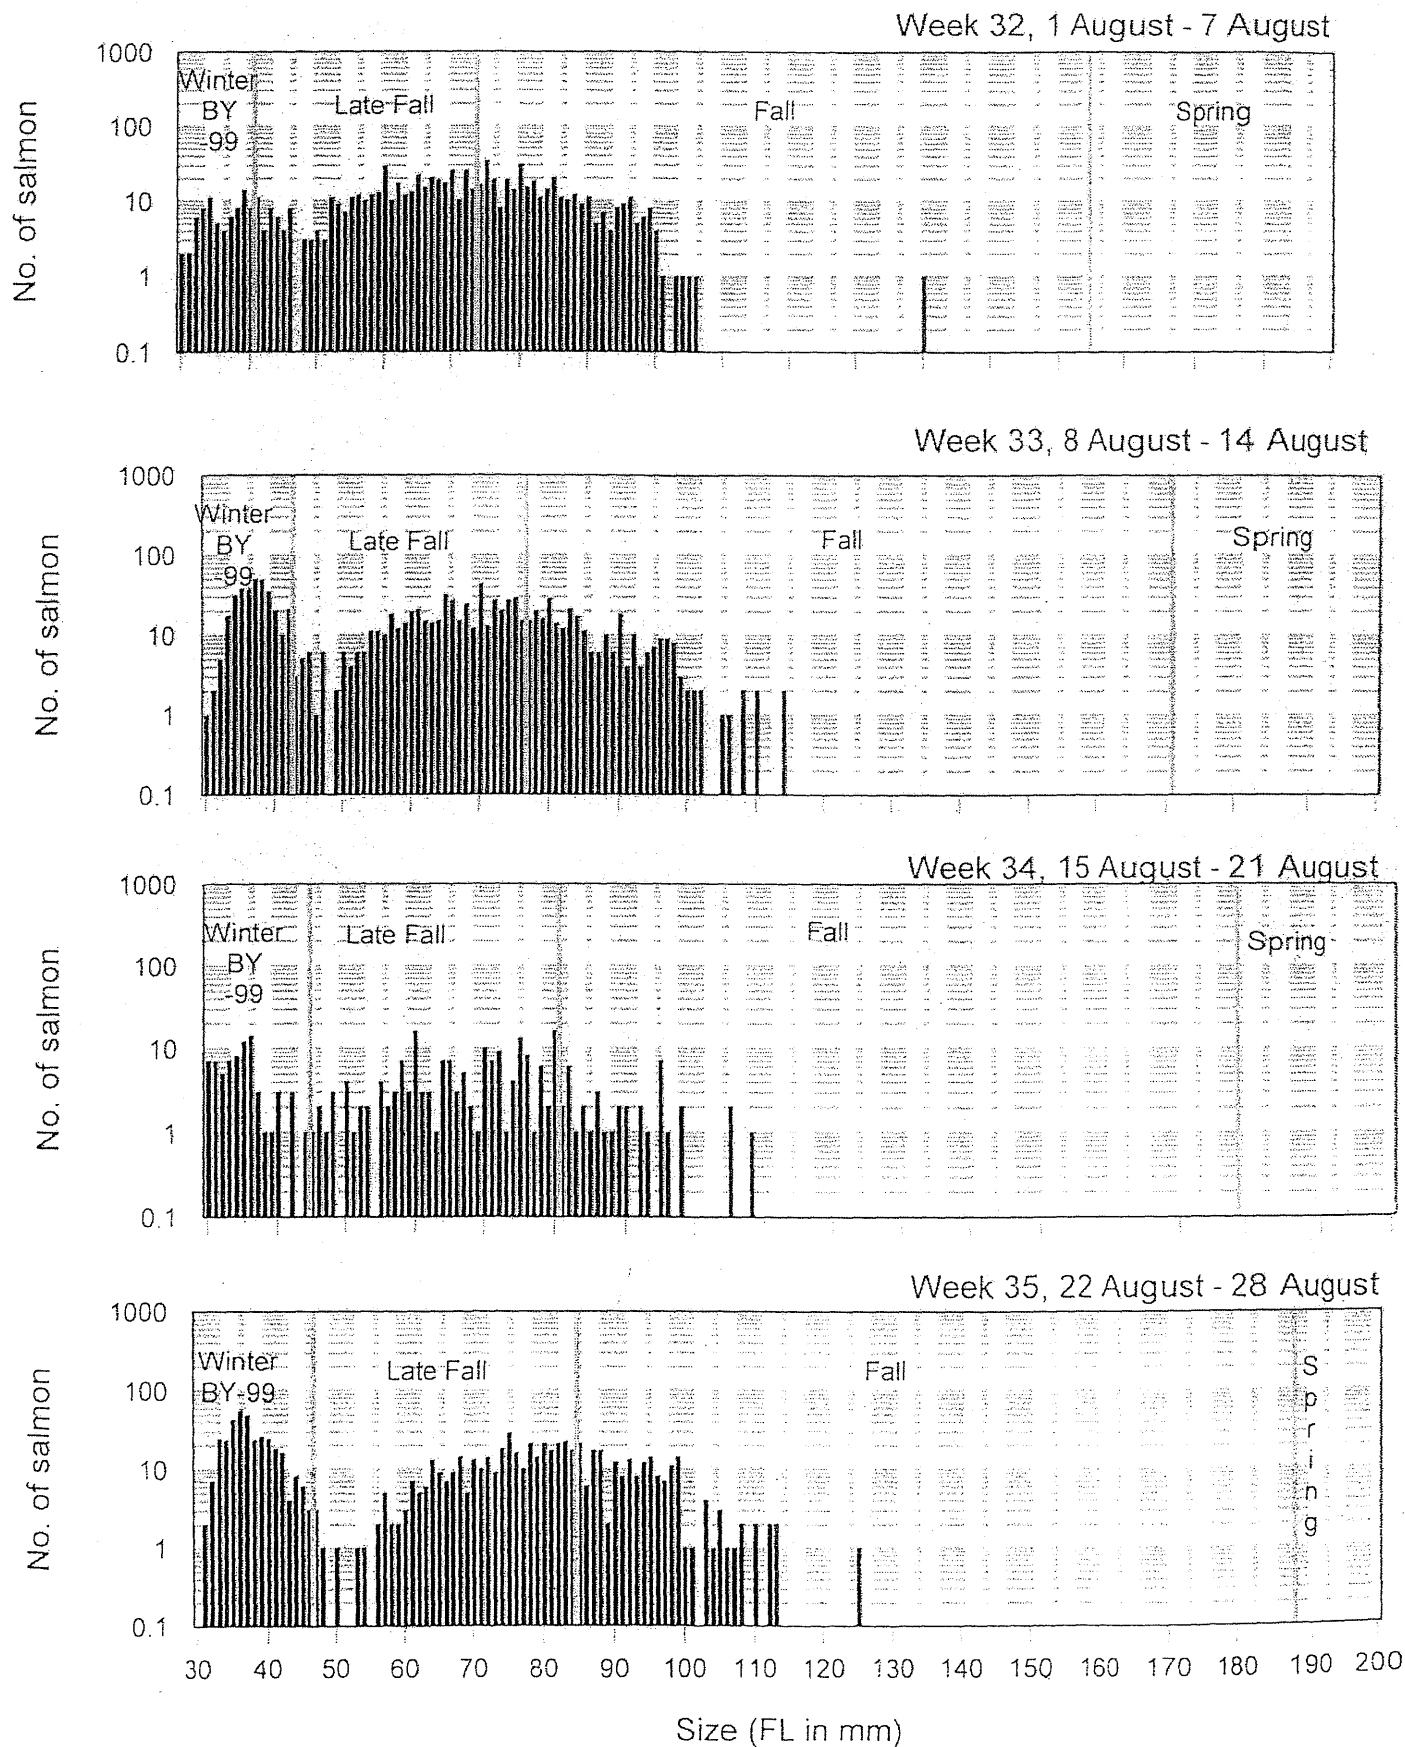 Week 32, 1 August - 7 August
No. of salmon
1000
100
10
1
0.1
Winter
BY
-99
Late Fall
Fall
Spring
Week 33, 8 August - 14 August
No. of salmon
1000
100
10
1
0.1
Winter
BY
-99
Late Fall
Fall
Spring
Week 34, 15 August - 21 August
No. of salmon
1000
100
10
1
0.1
Winter
BY
-99
Late Fall
Fall
Spring
Week 35, 22 August - 28 August
No. of salmon
1000
100
10
1
0.1
Winter
BY-99
Late Fall
Fall
Spring
30 40 50 60 70 80 90 100 110 120 130 140 150 160 170 180 190 200
Size (FL in mm)